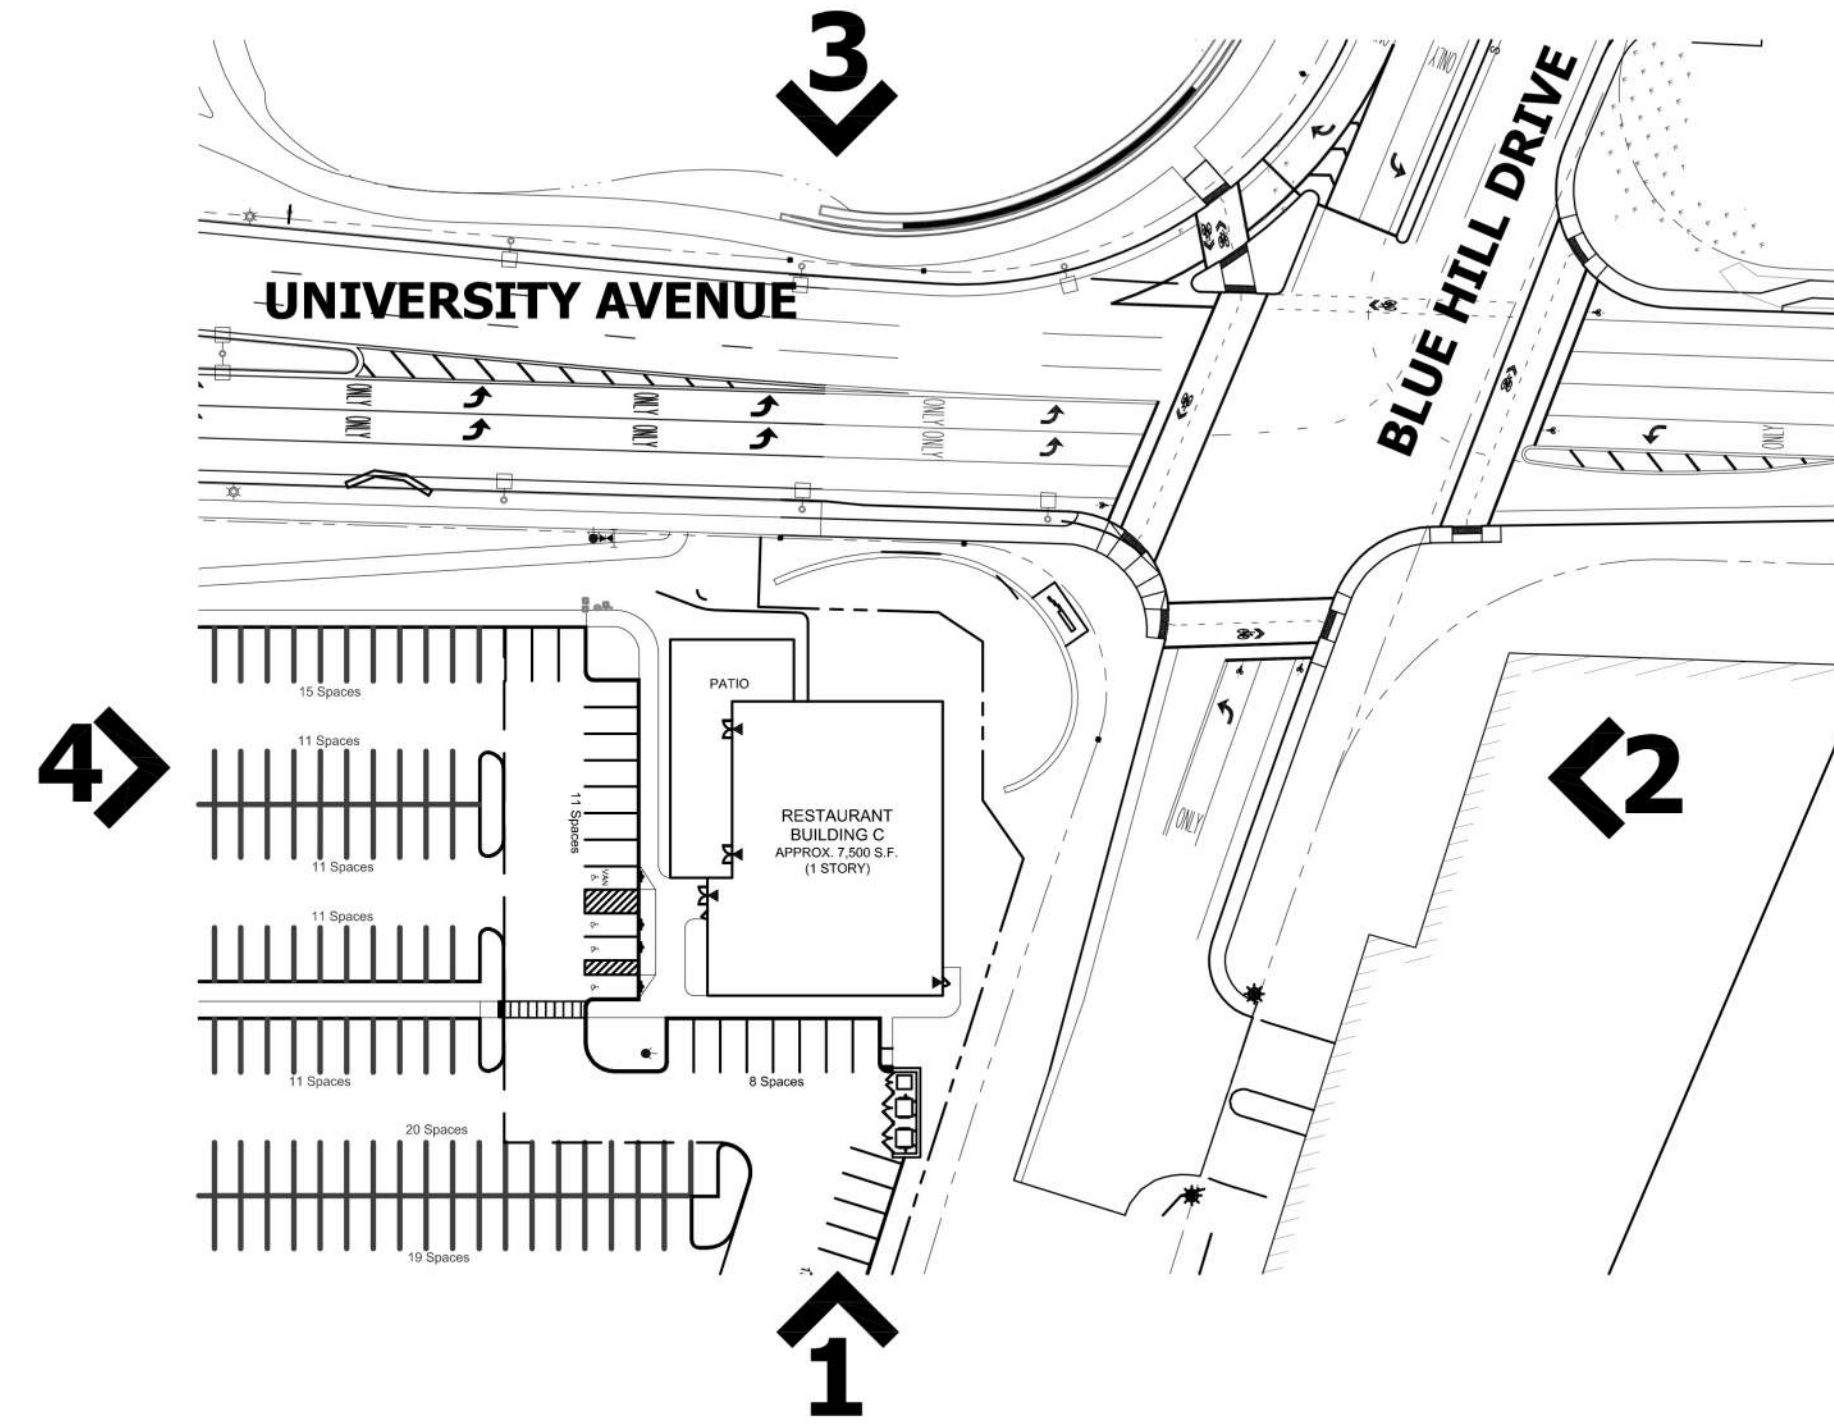 3
BLUE HILL DRIVE
ONLY
UNIVERSITY AVENUE
ONLY
ONLY
ONLY
ONLY
ONLY ONLY
ONLY
15 Spaces
PATIO
11 Spaces
4
2
11 Spaces
RESTAURANT
BUILDING C
APPROX. 7,500 S.F.
(1 STORY)
ONLY
11 Spaces
VAN
11 Spaces
11 Spaces
8 Spaces
20 Spaces
19 Spaces
1